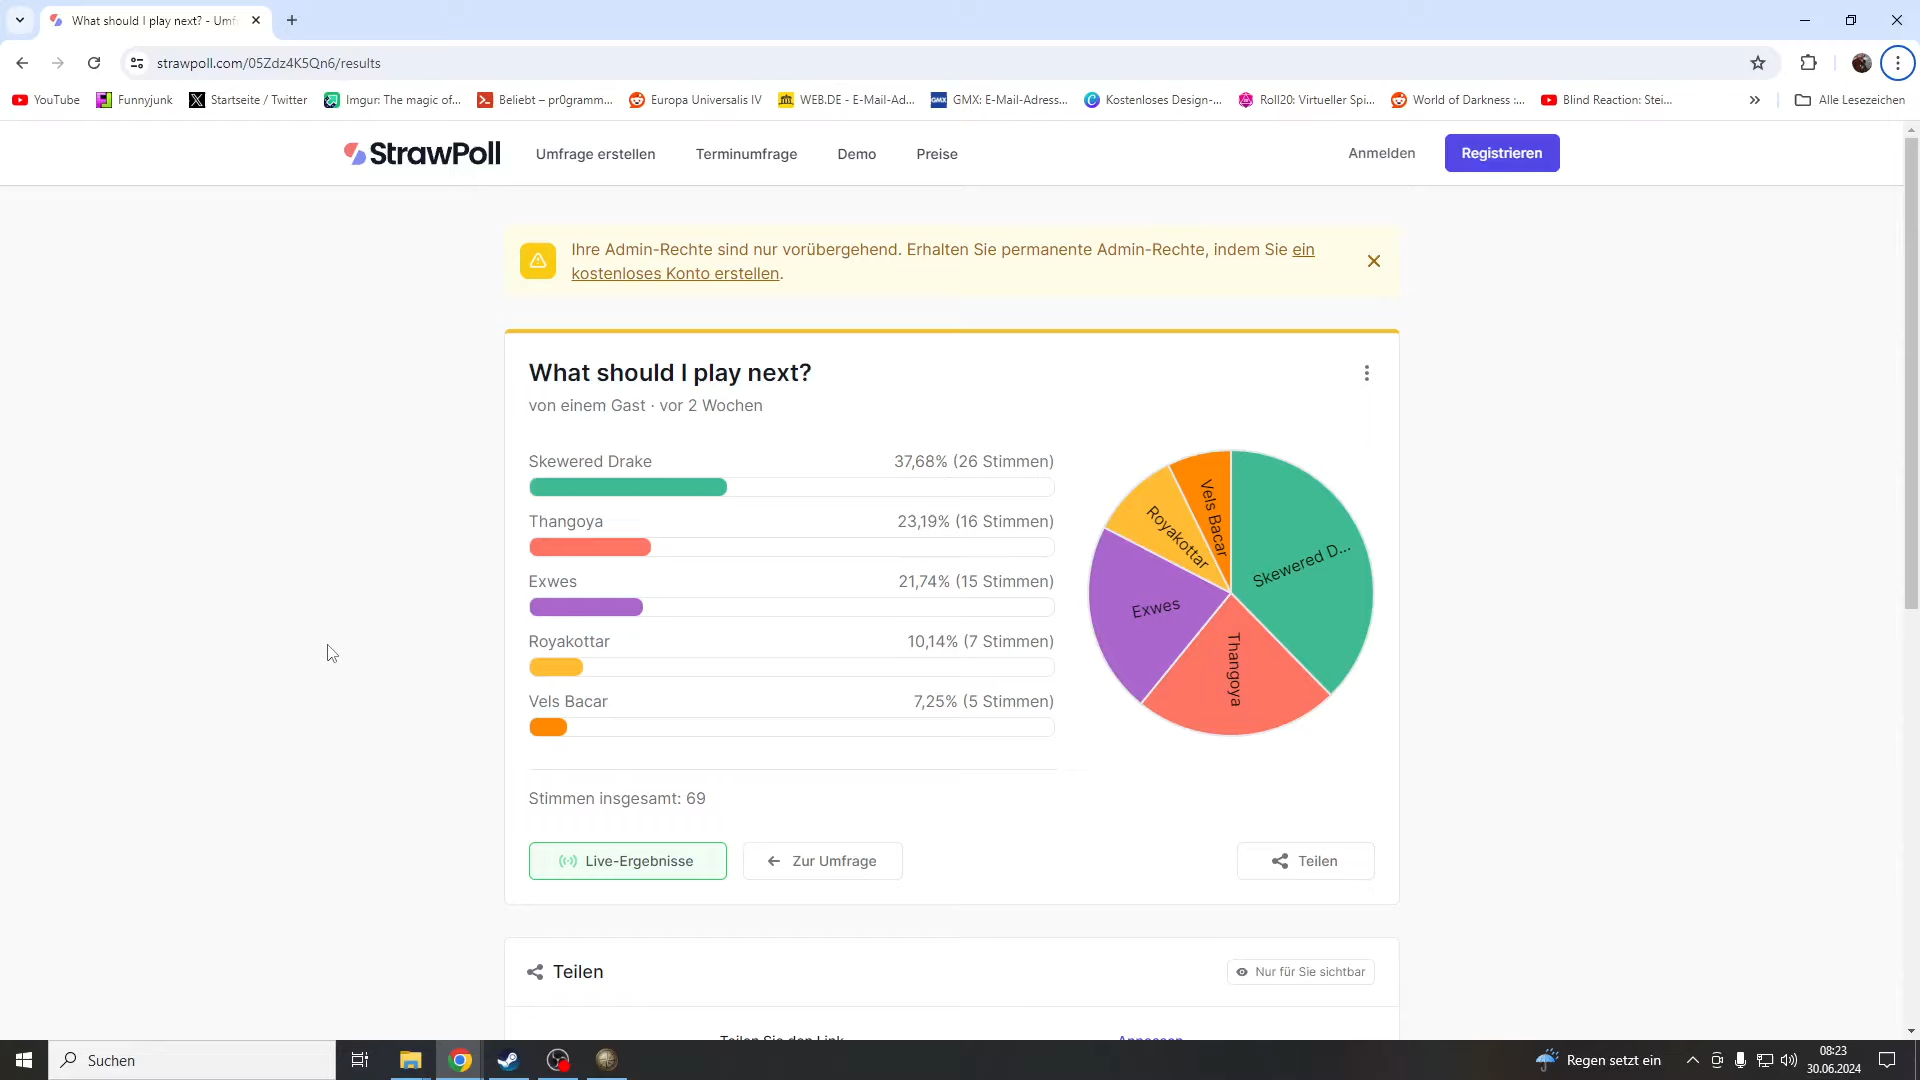 What should I play next? - Umf
strawpoll.com/05Zdz4K5Qn6/results
YouTube
Funnyjunk
Startseite / Twitter
Imgur: The magic of...
Beliebt – pr0gramm...
Europa Universalis IV
WEB.DE - E-Mail-Ad...
GMX
GMX: E-Mail-Adress...
Kostenloses Design-...
Roll20: Virtueller Spi...
World of Darkness :...
Blind Reaction: Stei...
Alle Lesezeichen
StrawPoll
Umfrage erstellen
Terminumfrage
Demo
Preise
Anmelden
Registrieren
Ihre Admin-Rechte sind nur vorübergehend. Erhalten Sie permanente Admin-Rechte, indem Sie ein
kostenloses Konto erstellen.
What should I play next?
von einem Gast · vor 2 Wochen
Skewered Drake 37,68% (26 Stimmen)
Thangoya 23,19% (16 Stimmen)
Exwes 21,74% (15 Stimmen)
Royakottar 10,14% (7 Stimmen)
Vels Bacar 7,25% (5 Stimmen)
Vels Bacar
Royakottar
Skewered D...
Exwes
Thangoya
Stimmen insgesamt: 69
Live-Ergebnisse
Zur Umfrage
Teilen
Teilen
Nur für Sie sichtbar
Teilen Sie den Link
Anpassen
Suchen
Regen setzt ein
08:23
30.06.2024